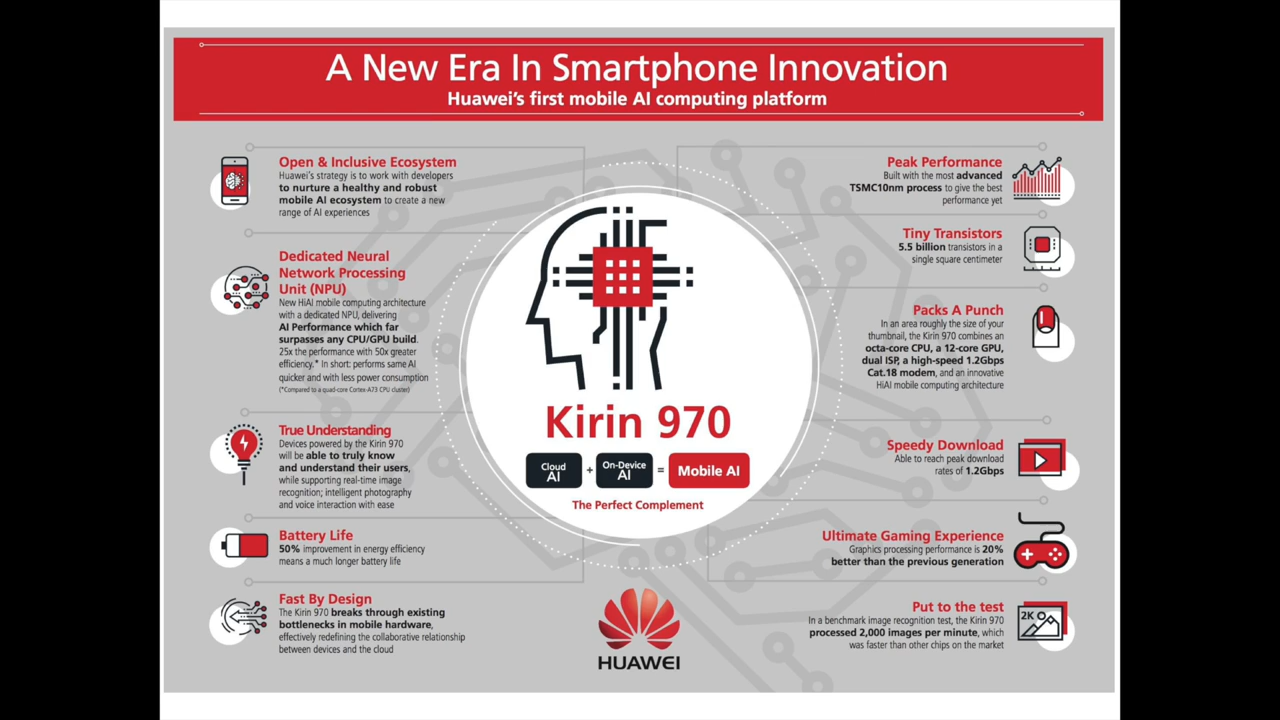 A New Era In Smartphone Innovation
Huawei's first mobile AI computing platform
Open & Inclusive Ecosystem
Huawei's strategy is to work with developers
to nurture a healthy and robust
mobile AI ecosystem to create a new
range of AI experiences
Dedicated Neural
Network Processing
Unit (NPU)
New HiAI mobile computing architecture
with a dedicated NPU, delivering
AI Performance which far
surpasses any CPU/GPU build.
25x the performance with 50x greater
efficiency.* In short: performs same AI
quicker and with less power consumption
(*Compared to a quad-core Cortex-A73 CPU cluster)
True Understanding
Devices powered by the Kirin 970
will be able to truly know
and understand their users,
while supporting real-time image
recognition; intelligent photography
and voice interaction with ease
Battery Life
50% improvement in energy efficiency
means a much longer battery life
Fast By Design
The Kirin 970 breaks through existing
bottlenecks in mobile hardware,
effectively redefining the collaborative relationship
between devices and the cloud
Kirin 970
Cloud AI + On-Device AI = Mobile AI
The Perfect Complement
HUAWEI
Peak Performance
Built with the most advanced
TSMC10nm process to give the best
performance yet
Tiny Transistors
5.5 billion transistors in a
single square centimeter
Packs A Punch
In an area roughly the size of your
thumbnail, the Kirin 970 combines an
octa-core CPU, a 12-core GPU,
dual ISP, a high-speed 1.2Gbps
Cat.18 modem, and an innovative
HiAI mobile computing architecture
Speedy Download
Able to reach peak download
rates of 1.2Gbps
Ultimate Gaming Experience
Graphics processing performance is 20%
better than the previous generation
Put to the test
In a benchmark image recognition test, the Kirin 970
processed 2,000 images per minute, which
was faster than other chips on the market
2K